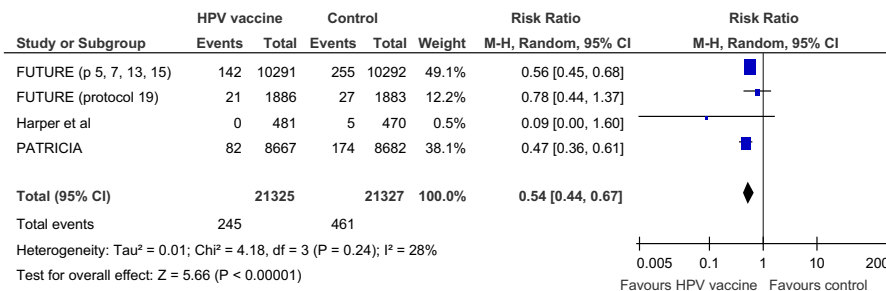 HPV vaccine Control Risk Ratio Risk Ratio
Study or Subgroup Events Total Events Total Weight M-H, Random, 95% CI M-H, Random, 95% CI
FUTURE (p 5, 7, 13, 15) 142 10291 255 10292 49.1% 0.56 [0.45, 0.68]
FUTURE (protocol 19) 21 1886 27 1883 12.2% 0.78 [0.44, 1.37]
Harper et al 0 481 5 470 0.5% 0.09 [0.00, 1.60]
PATRICIA 82 8667 174 8682 38.1% 0.47 [0.36, 0.61]
Total (95% CI) 21325 21327 100.0% 0.54 [0.44, 0.67]
Total events 245 461
Heterogeneity: Tau² = 0.01; Chi² = 4.18, df = 3 (P = 0.24); I² = 28%
Test for overall effect: Z = 5.66 (P < 0.00001)
0.005 0.1 1 10 200
Favours HPV vaccine Favours control